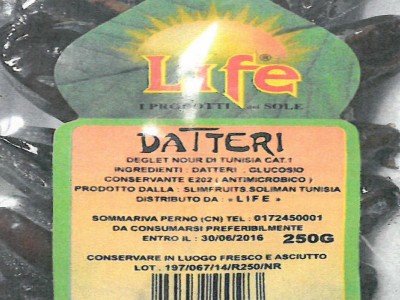 Life®
I PRODOTTI del SOLE
DATTERI
DEGLET NOUR DI TUNISIA CAT.1
INGREDIENTI : DATTERI , GLUCOSIO
CONSERVANTE E202 ( ANTIMICROBICO )
PRODOTTO DALLA : SLIMFRUITS.SOLIMAN TUNISIA
DISTRIBUTO DA : « LIFE »
SOMMARIVA PERNO (CN) TEL : 0172450001
DA CONSUMARSI PREFERIBILMENTE
ENTRO IL : 30/06/2016 250G
CONSERVARE IN LUOGO FRESCO E ASCIUTTO
LOT . 197/067/14/R250/NR